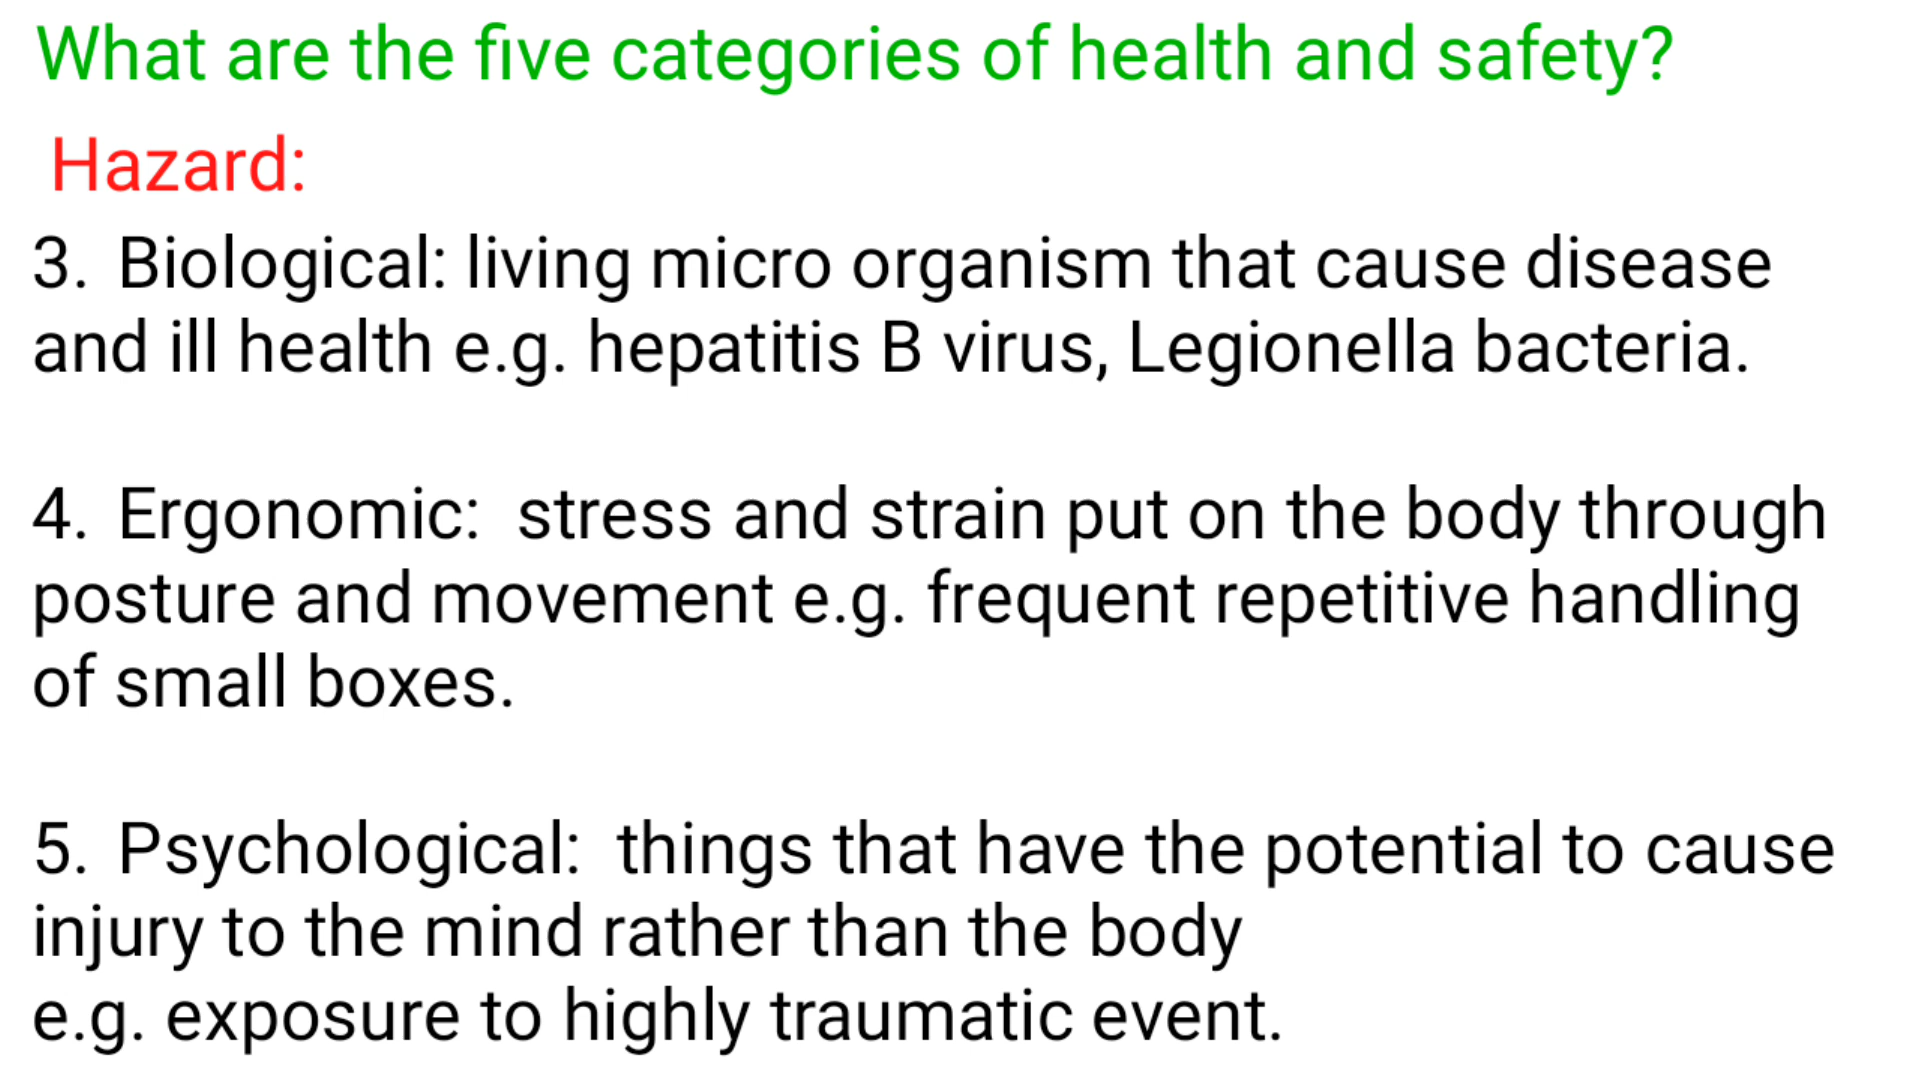 What are the five categories of health and safety?
Hazard:
3. Biological: living micro organism that cause disease
and ill health e.g. hepatitis B virus, Legionella bacteria.
4. Ergonomic: stress and strain put on the body through
posture and movement e.g. frequent repetitive handling
of small boxes.
5. Psychological: things that have the potential to cause
injury to the mind rather than the body
e.g. exposure to highly traumatic event.